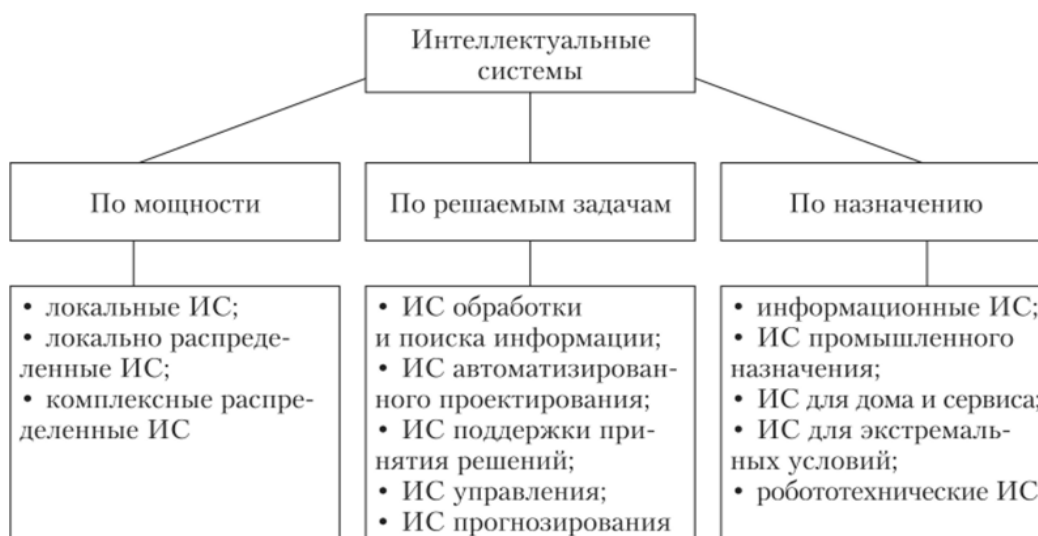 Интеллектуальные
системы
По мощности
По решаемым задачам
По назначению
• локальные ИС;
• локально распреде-
ленные ИС;
• комплексные распре-
деленные ИС
• ИС обработки
и поиска информации;
• ИС автоматизирован-
ного проектирования;
• ИС поддержки при-
нятия решений;
• ИС управления;
• ИС прогнозирования
• информационные ИС;
• ИС промышленного
назначения;
• ИС для дома и сервиса;
• ИС для экстремаль-
ных условий;
• робототехнические ИС